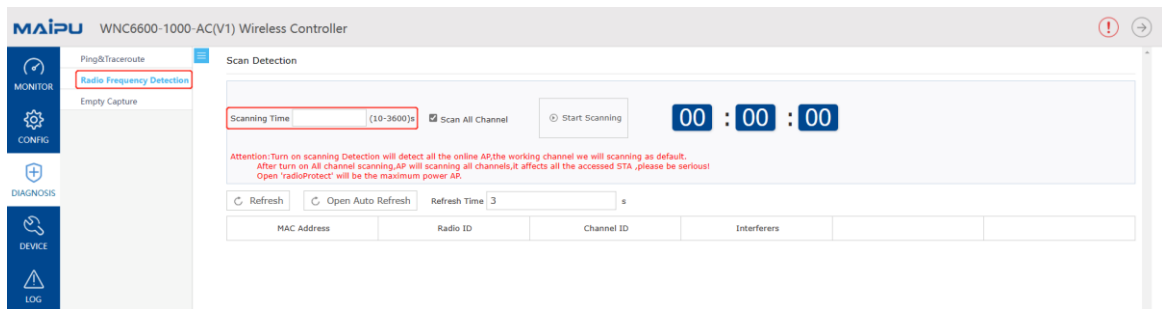 MAIPU WNC6600-1000-AC(V1) Wireless Controller
MONITOR
CONFIG
DIAGNOSIS
DEVICE
LOG
Ping&Traceroute
Radio Frequency Detection
Empty Capture
Scan Detection
Scanning Time (10-3600)s Scan All Channel Start Scanning 00 : 00 : 00
Attention:Turn on scanning Detection will detect all the online AP,the working channel we will scanning as default.
After turn on All channel scanning,AP will scanning all channels,it affects all the accessed STA ,please be serious!
Open 'radioProtect' will be the maximum power AP.
Refresh Open Auto Refresh Refresh Time 3 s
MAC Address Radio ID Channel ID Interferers